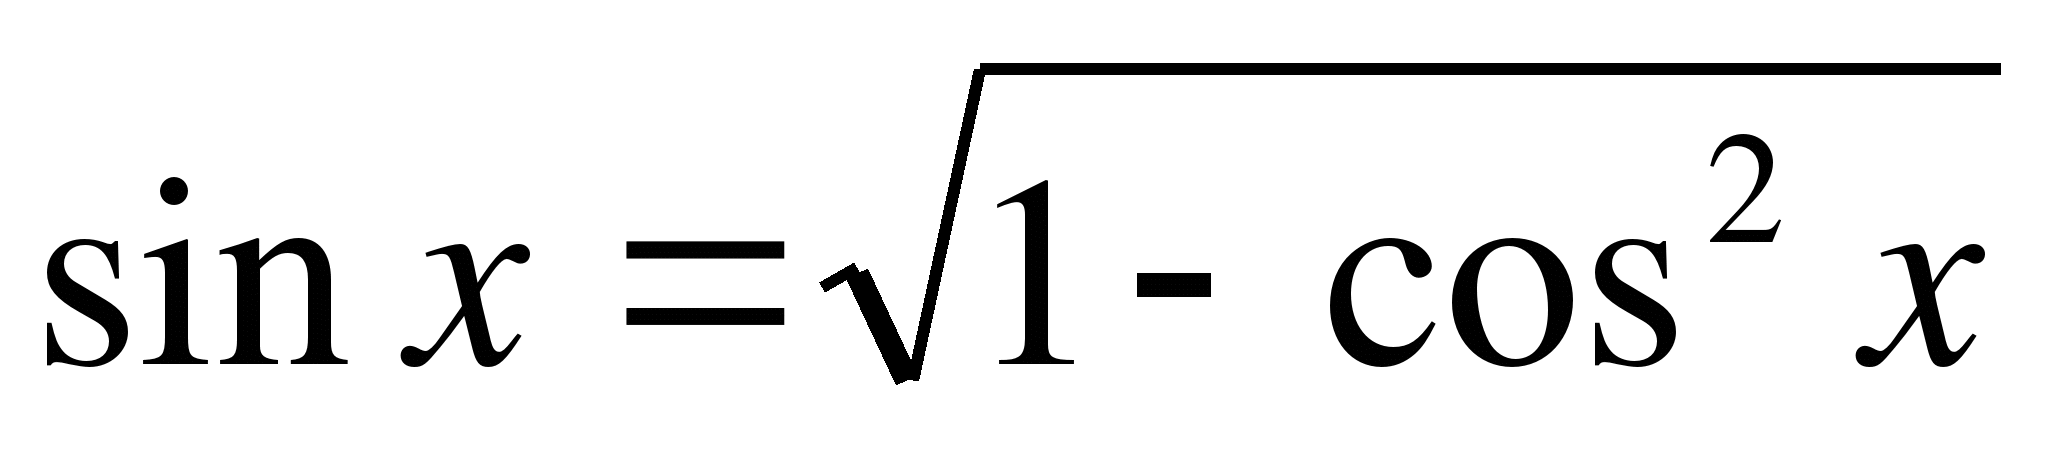 sin x = √1 - cos² x